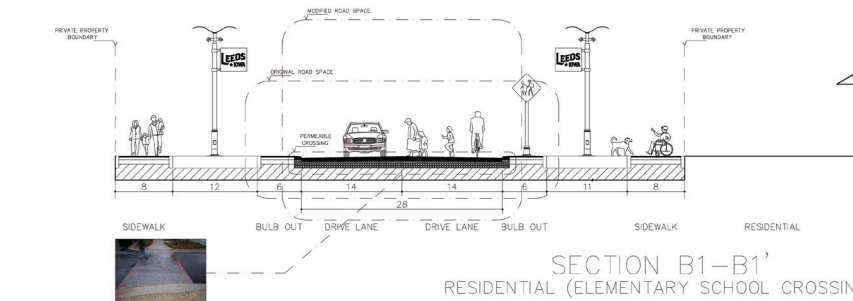 MODIFIED ROAD SPACE
PRIVATE PROPERTY
BOUNDARY
PRIVATE PROPERTY
BOUNDARY
LEEDS
IOWA
LEEDS
IOWA
ORIGINAL ROAD SPACE
PERMEABLE
CROSSING
8 12 6 14 14 6 11 8
28
SIDEWALK BULB OUT DRIVE LANE DRIVE LANE BULB OUT SIDEWALK RESIDENTIAL
SECTION B1-B1'
RESIDENTIAL (ELEMENTARY SCHOOL CROSSIN